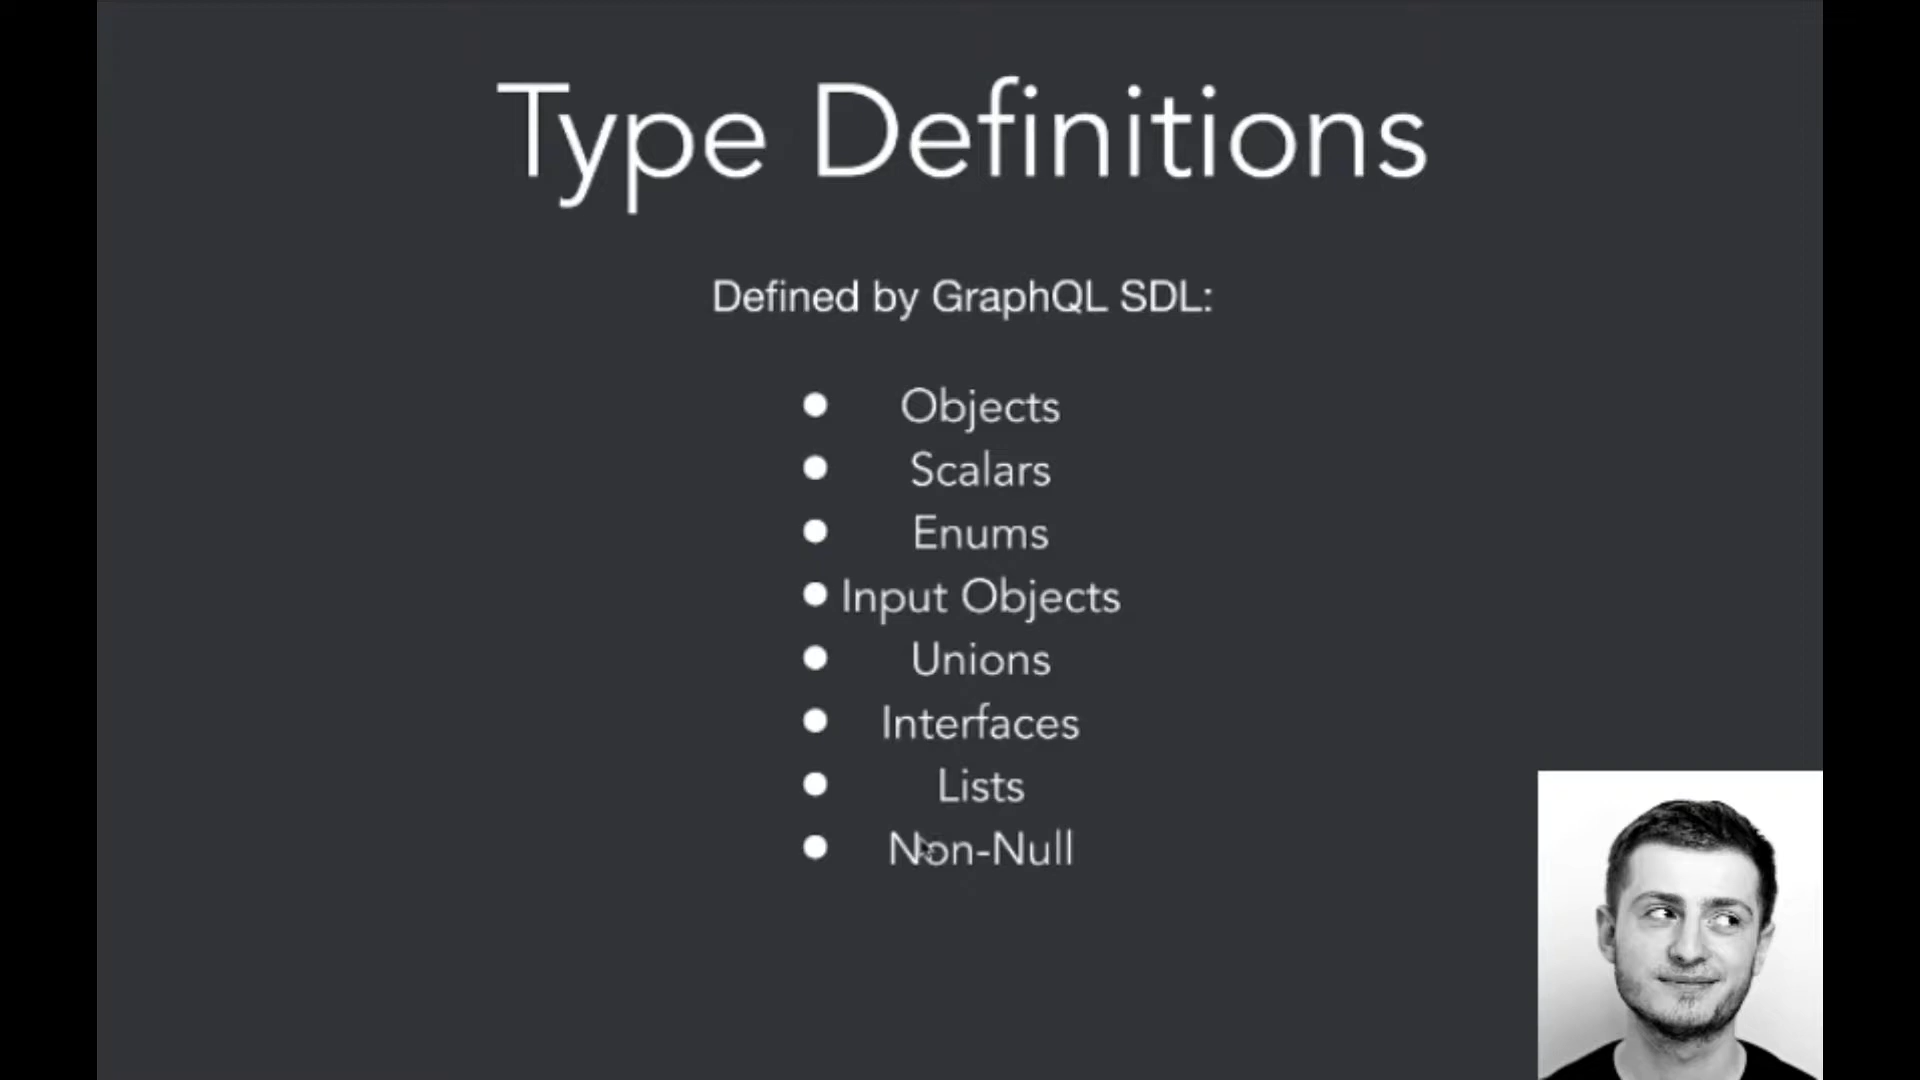 Type Definitions
Defined by GraphQL SDL:
● Objects
● Scalars
● Enums
● Input Objects
● Unions
● Interfaces
● Lists
● Non-Null